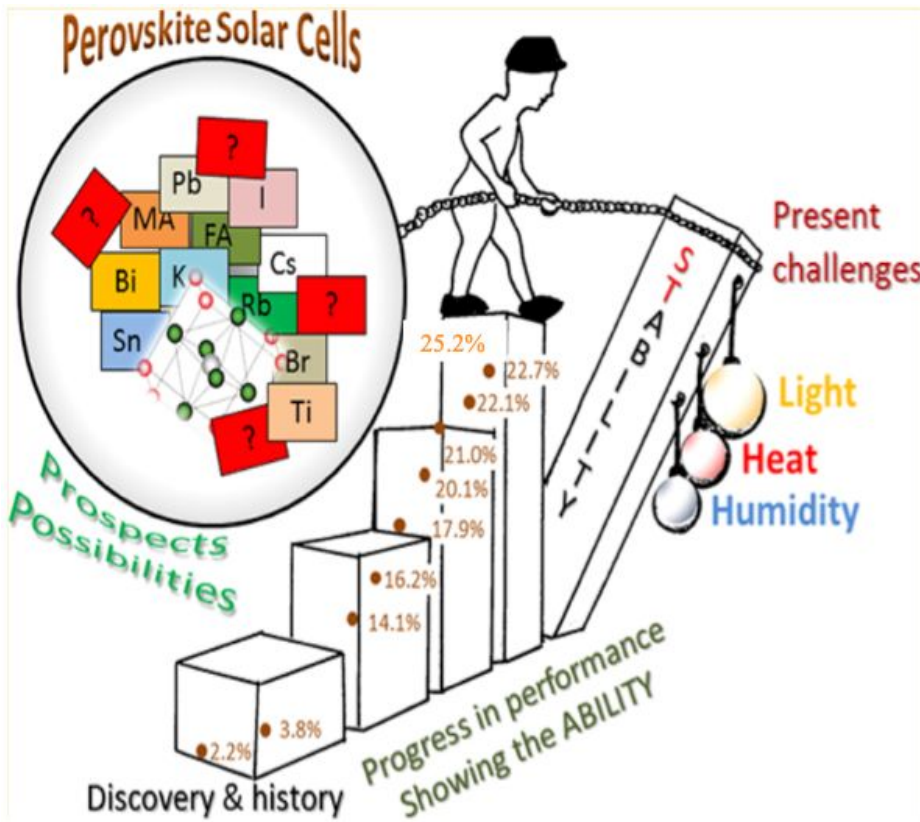 Perovskite Solar Cells
?
Pb
I
?
MA
FA
Cs
Bi
K
Rb
?
Sn
Br
Ti
?
Prospects
Possibilities
25.2%
22.7%
22.1%
21.0%
20.1%
17.9%
16.2%
14.1%
3.8%
2.2%
STABILITY
Present
challenges
Light
Heat
Humidity
Progress in performance
Showing the ABILITY
Discovery & history